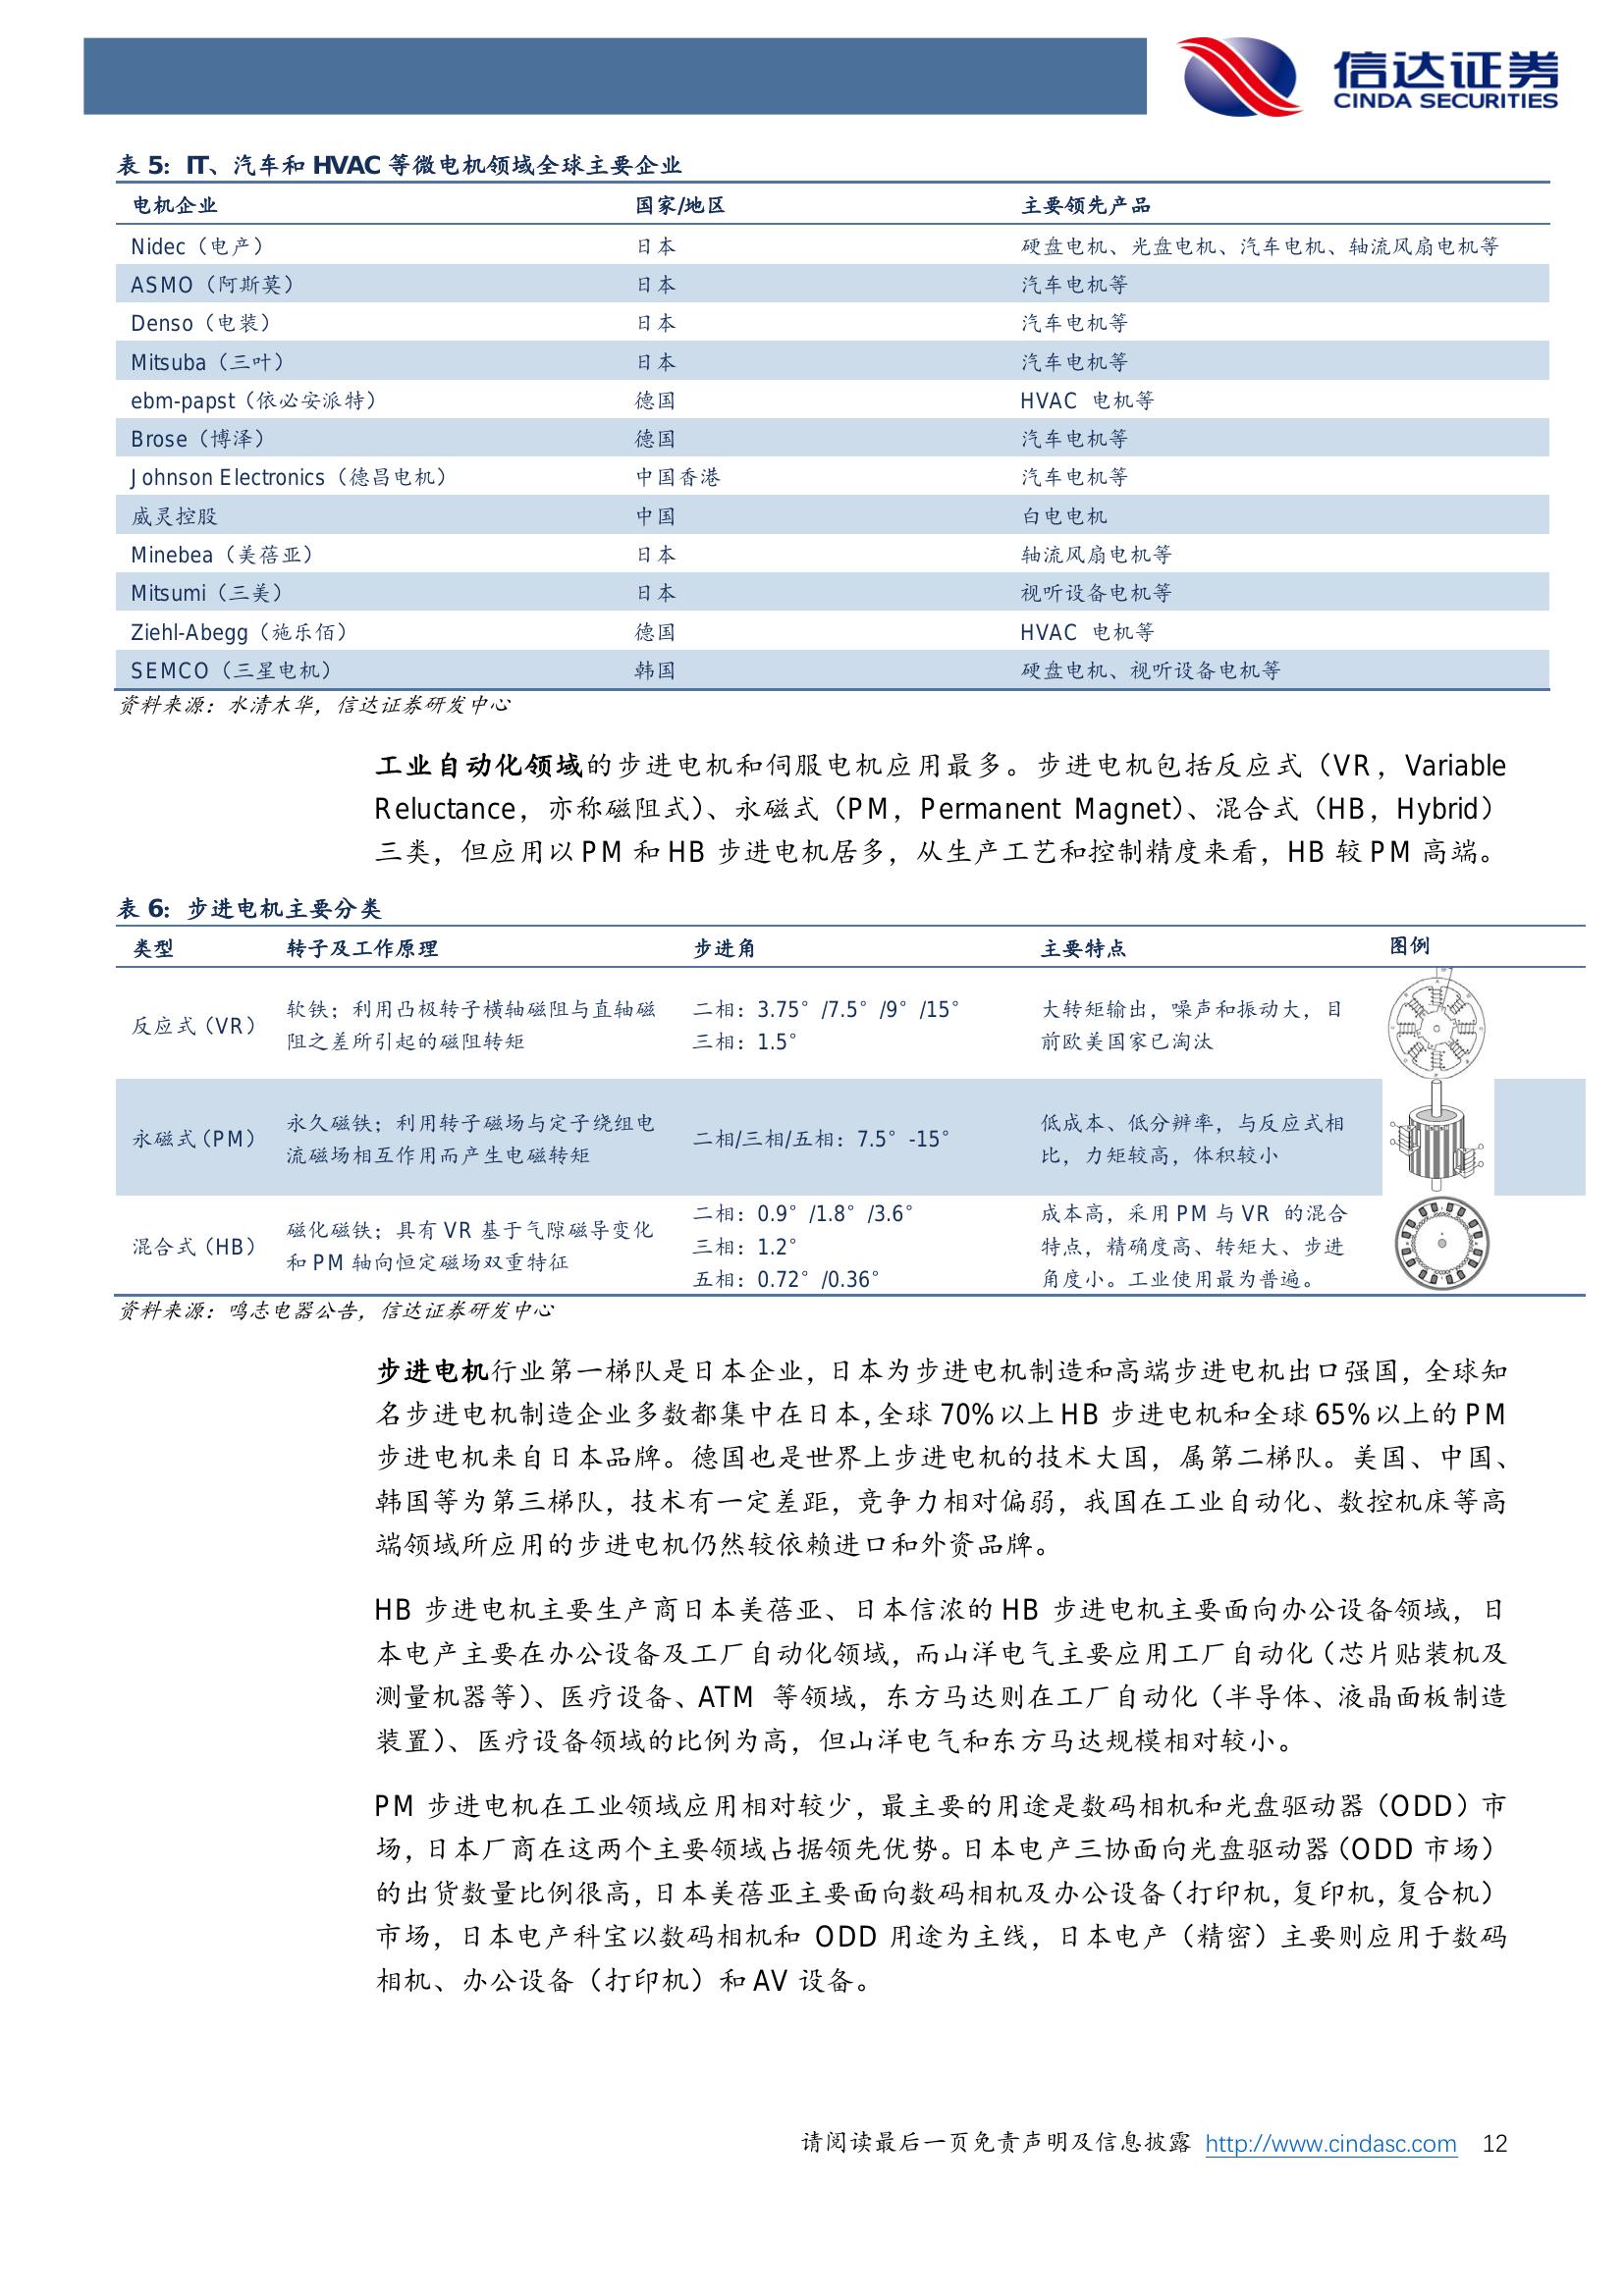 信达证券
CINDA SECURITIES
表 5：IT、汽车和 HVAC 等微电机领域全球主要企业
电机企业 国家/地区 主要领先产品
Nidec（电产） 日本 硬盘电机、光盘电机、汽车电机、轴流风扇电机等
ASMO（阿斯莫） 日本 汽车电机等
Denso（电装） 日本 汽车电机等
Mitsuba（三叶） 日本 汽车电机等
ebm-papst（依必安派特） 德国 HVAC 电机等
Brose（博泽） 德国 汽车电机等
Johnson Electronics（德昌电机） 中国香港 汽车电机等
威灵控股 中国 白电电机
Minebea（美蓓亚） 日本 轴流风扇电机等
Mitsumi（三美） 日本 视听设备电机等
Ziehl-Abegg（施乐佰） 德国 HVAC 电机等
SEMCO（三星电机） 韩国 硬盘电机、视听设备电机等
资料来源：水清木华，信达证券研发中心
工业自动化领域的步进电机和伺服电机应用最多。步进电机包括反应式（VR，Variable
Reluctance，亦称磁阻式）、永磁式（PM，Permanent Magnet）、混合式（HB，Hybrid）
三类，但应用以 PM 和 HB 步进电机居多，从生产工艺和控制精度来看，HB 较 PM 高端。
表 6：步进电机主要分类
类型 转子及工作原理 步进角 主要特点 图例
反应式（VR） 软铁；利用凸极转子横轴磁阻与直轴磁 二相：3.75°/7.5°/9°/15° 大转矩输出，噪声和振动大，目
阻之差所引起的磁阻转矩 三相：1.5° 前欧美国家已淘汰
永磁式（PM） 永久磁铁；利用转子磁场与定子绕组电 二相/三相/五相：7.5°-15° 低成本、低分辨率，与反应式相
流磁场相互作用而产生电磁转矩 比，力矩较高，体积较小
混合式（HB） 磁化磁铁；具有 VR 基于气隙磁导变化 二相：0.9°/1.8°/3.6° 成本高，采用 PM 与 VR 的混合
和 PM 轴向恒定磁场双重特征 三相：1.2° 特点，精确度高、转矩大、步进
五相：0.72°/0.36° 角度小。工业使用最为普遍。
资料来源：鸣志电器公告，信达证券研发中心
步进电机行业第一梯队是日本企业，日本为步进电机制造和高端步进电机出口强国，全球知
名步进电机制造企业多数都集中在日本，全球 70%以上 HB 步进电机和全球 65%以上的 PM
步进电机来自日本品牌。德国也是世界上步进电机的技术大国，属第二梯队。美国、中国、
韩国等为第三梯队，技术有一定差距，竞争力相对偏弱，我国在工业自动化、数控机床等高
端领域所应用的步进电机仍然较依赖进口和外资品牌。
HB 步进电机主要生产商日本美蓓亚、日本信浓的 HB 步进电机主要面向办公设备领域，日
本电产主要在办公设备及工厂自动化领域，而山洋电气主要应用工厂自动化（芯片贴装机及
测量机器等）、医疗设备、ATM 等领域，东方马达则在工厂自动化（半导体、液晶面板制造
装置）、医疗设备领域的比例为高，但山洋电气和东方马达规模相对较小。
PM 步进电机在工业领域应用相对较少，最主要的用途是数码相机和光盘驱动器（ODD）市
场，日本厂商在这两个主要领域占据领先优势。日本电产三协面向光盘驱动器（ODD 市场）
的出货数量比例很高，日本美蓓亚主要面向数码相机及办公设备（打印机，复印机，复合机）
市场，日本电产科宝以数码相机和 ODD 用途为主线，日本电产（精密）主要则应用于数码
相机、办公设备（打印机）和 AV 设备。
请阅读最后一页免责声明及信息披露 http://www.cindasc.com 12